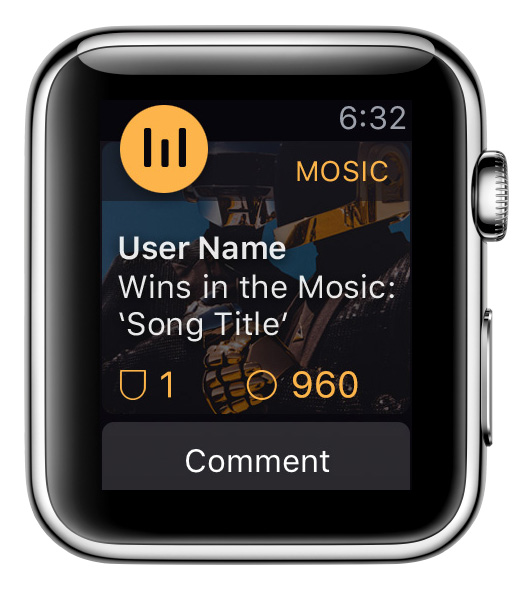 6:32
MOSIC
User Name
Wins in the Mosic:
‘Song Title’
1 960
Comment